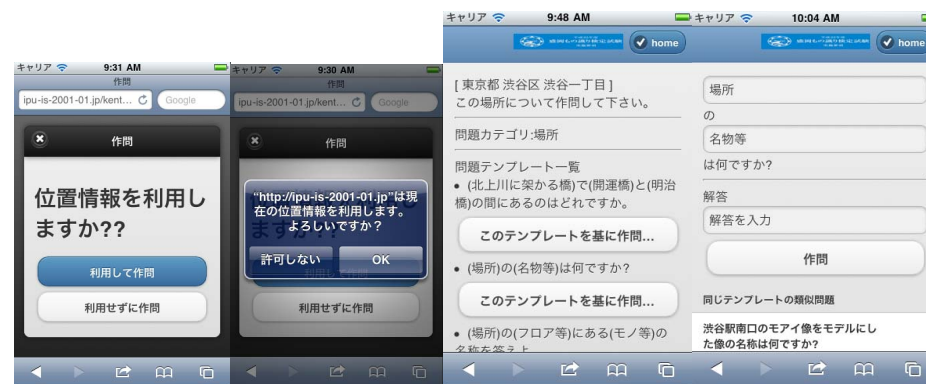 キャリア 9:31 AM
作問
ipu-is-2001-01.jp/kent... Google
作問
位置情報を利用し
ますか??
利用して作問
利用せずに作問
キャリア 9:30 AM
作問
ipu-is-2001-01.jp/kent... Google
作問
"http://ipu-is-2001-01.jp"は現
在の位置情報を利用します。
よろしいですか?
許可しない OK
キャリア 9:48 AM
home
[ 東京都 渋谷区 渋谷一丁目 ]
この場所について作問して下さい。
問題カテゴリ:場所
問題テンプレート一覧
• (北上川に架かる橋)で(開運橋)と(明治
橋)の間にあるのはどれですか。
このテンプレートを基に作問...
• (場所)の(名物等)は何ですか?
このテンプレートを基に作問...
• (場所)の(フロア等)にある(モノ等)の
名称を答えよ
キャリア 10:04 AM
home
場所
の
名物等
は何ですか?
解答
解答を入力
作問
同じテンプレートの類似問題
渋谷駅南口のモアイ像をモデルにし
た像の名称は何ですか?